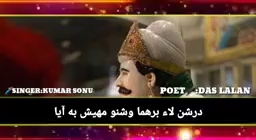 SINGER:KUMAR SONU
POET :DAS LALAN
درشن لاء برهما وشنو مهيش به آيا